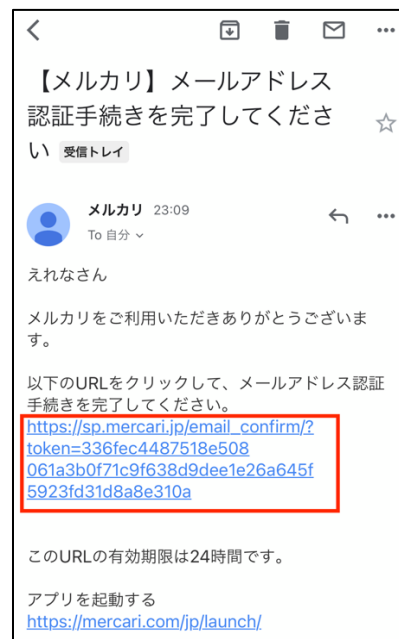 【メルカリ】メールアドレス
認証手続きを完了してくださ
い 受信トレイ
メルカリ 23:09
To 自分
えれなさん
メルカリをご利用いただきありがとうございま
す。
以下のURLをクリックして、メールアドレス認証
手続きを完了してください。
https://sp.mercari.jp/email_confirm/?
token=336fec4487518e508
061a3b0f71c9f638d9dee1e26a645f
5923fd31d8a8e310a
このURLの有効期限は24時間です。
アプリを起動する
https://mercari.com/jp/launch/